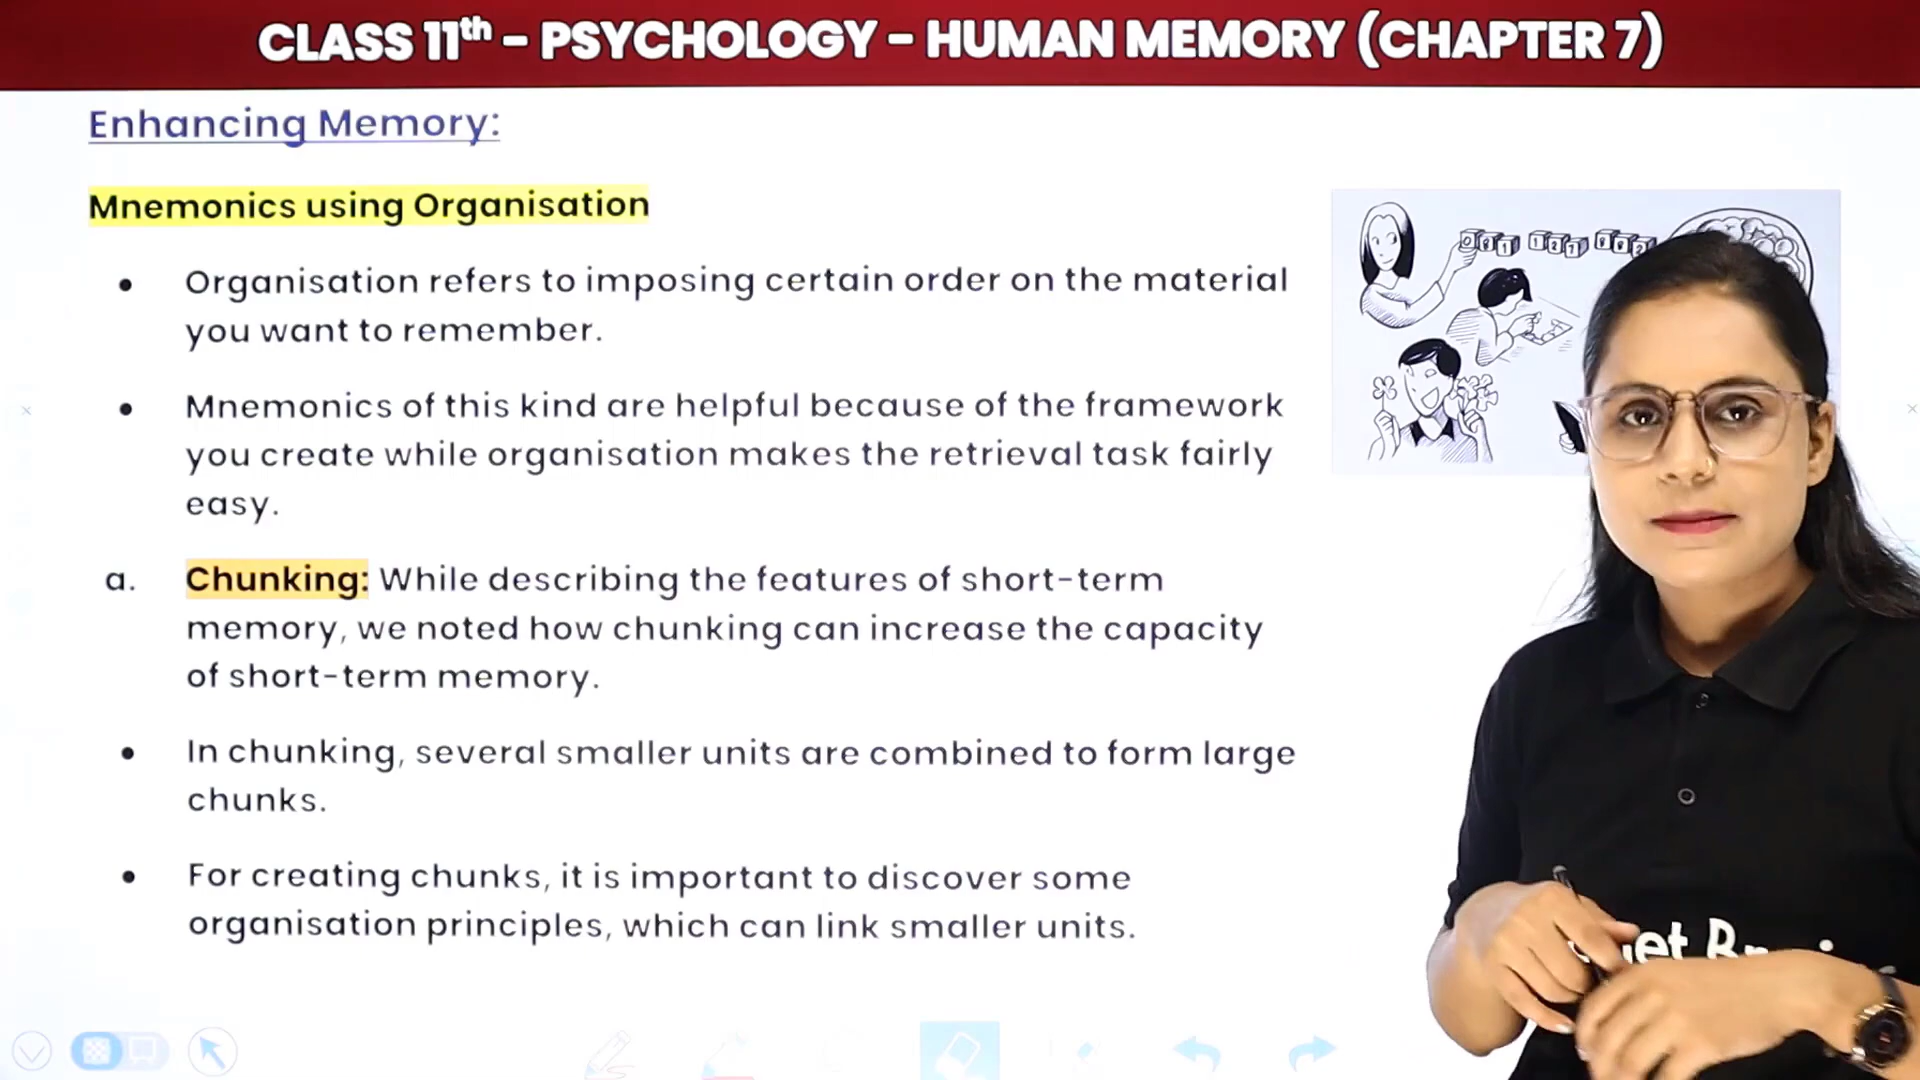 CLASS 11th - PSYCHOLOGY - HUMAN MEMORY (CHAPTER 7)
Enhancing Memory:
Mnemonics using Organisation
• Organisation refers to imposing certain order on the material
you want to remember.
• Mnemonics of this kind are helpful because of the framework
you create while organisation makes the retrieval task fairly
easy.
a. Chunking: While describing the features of short-term
memory, we noted how chunking can increase the capacity
of short-term memory.
• In chunking, several smaller units are combined to form large
chunks.
• For creating chunks, it is important to discover some
organisation principles, which can link smaller units.